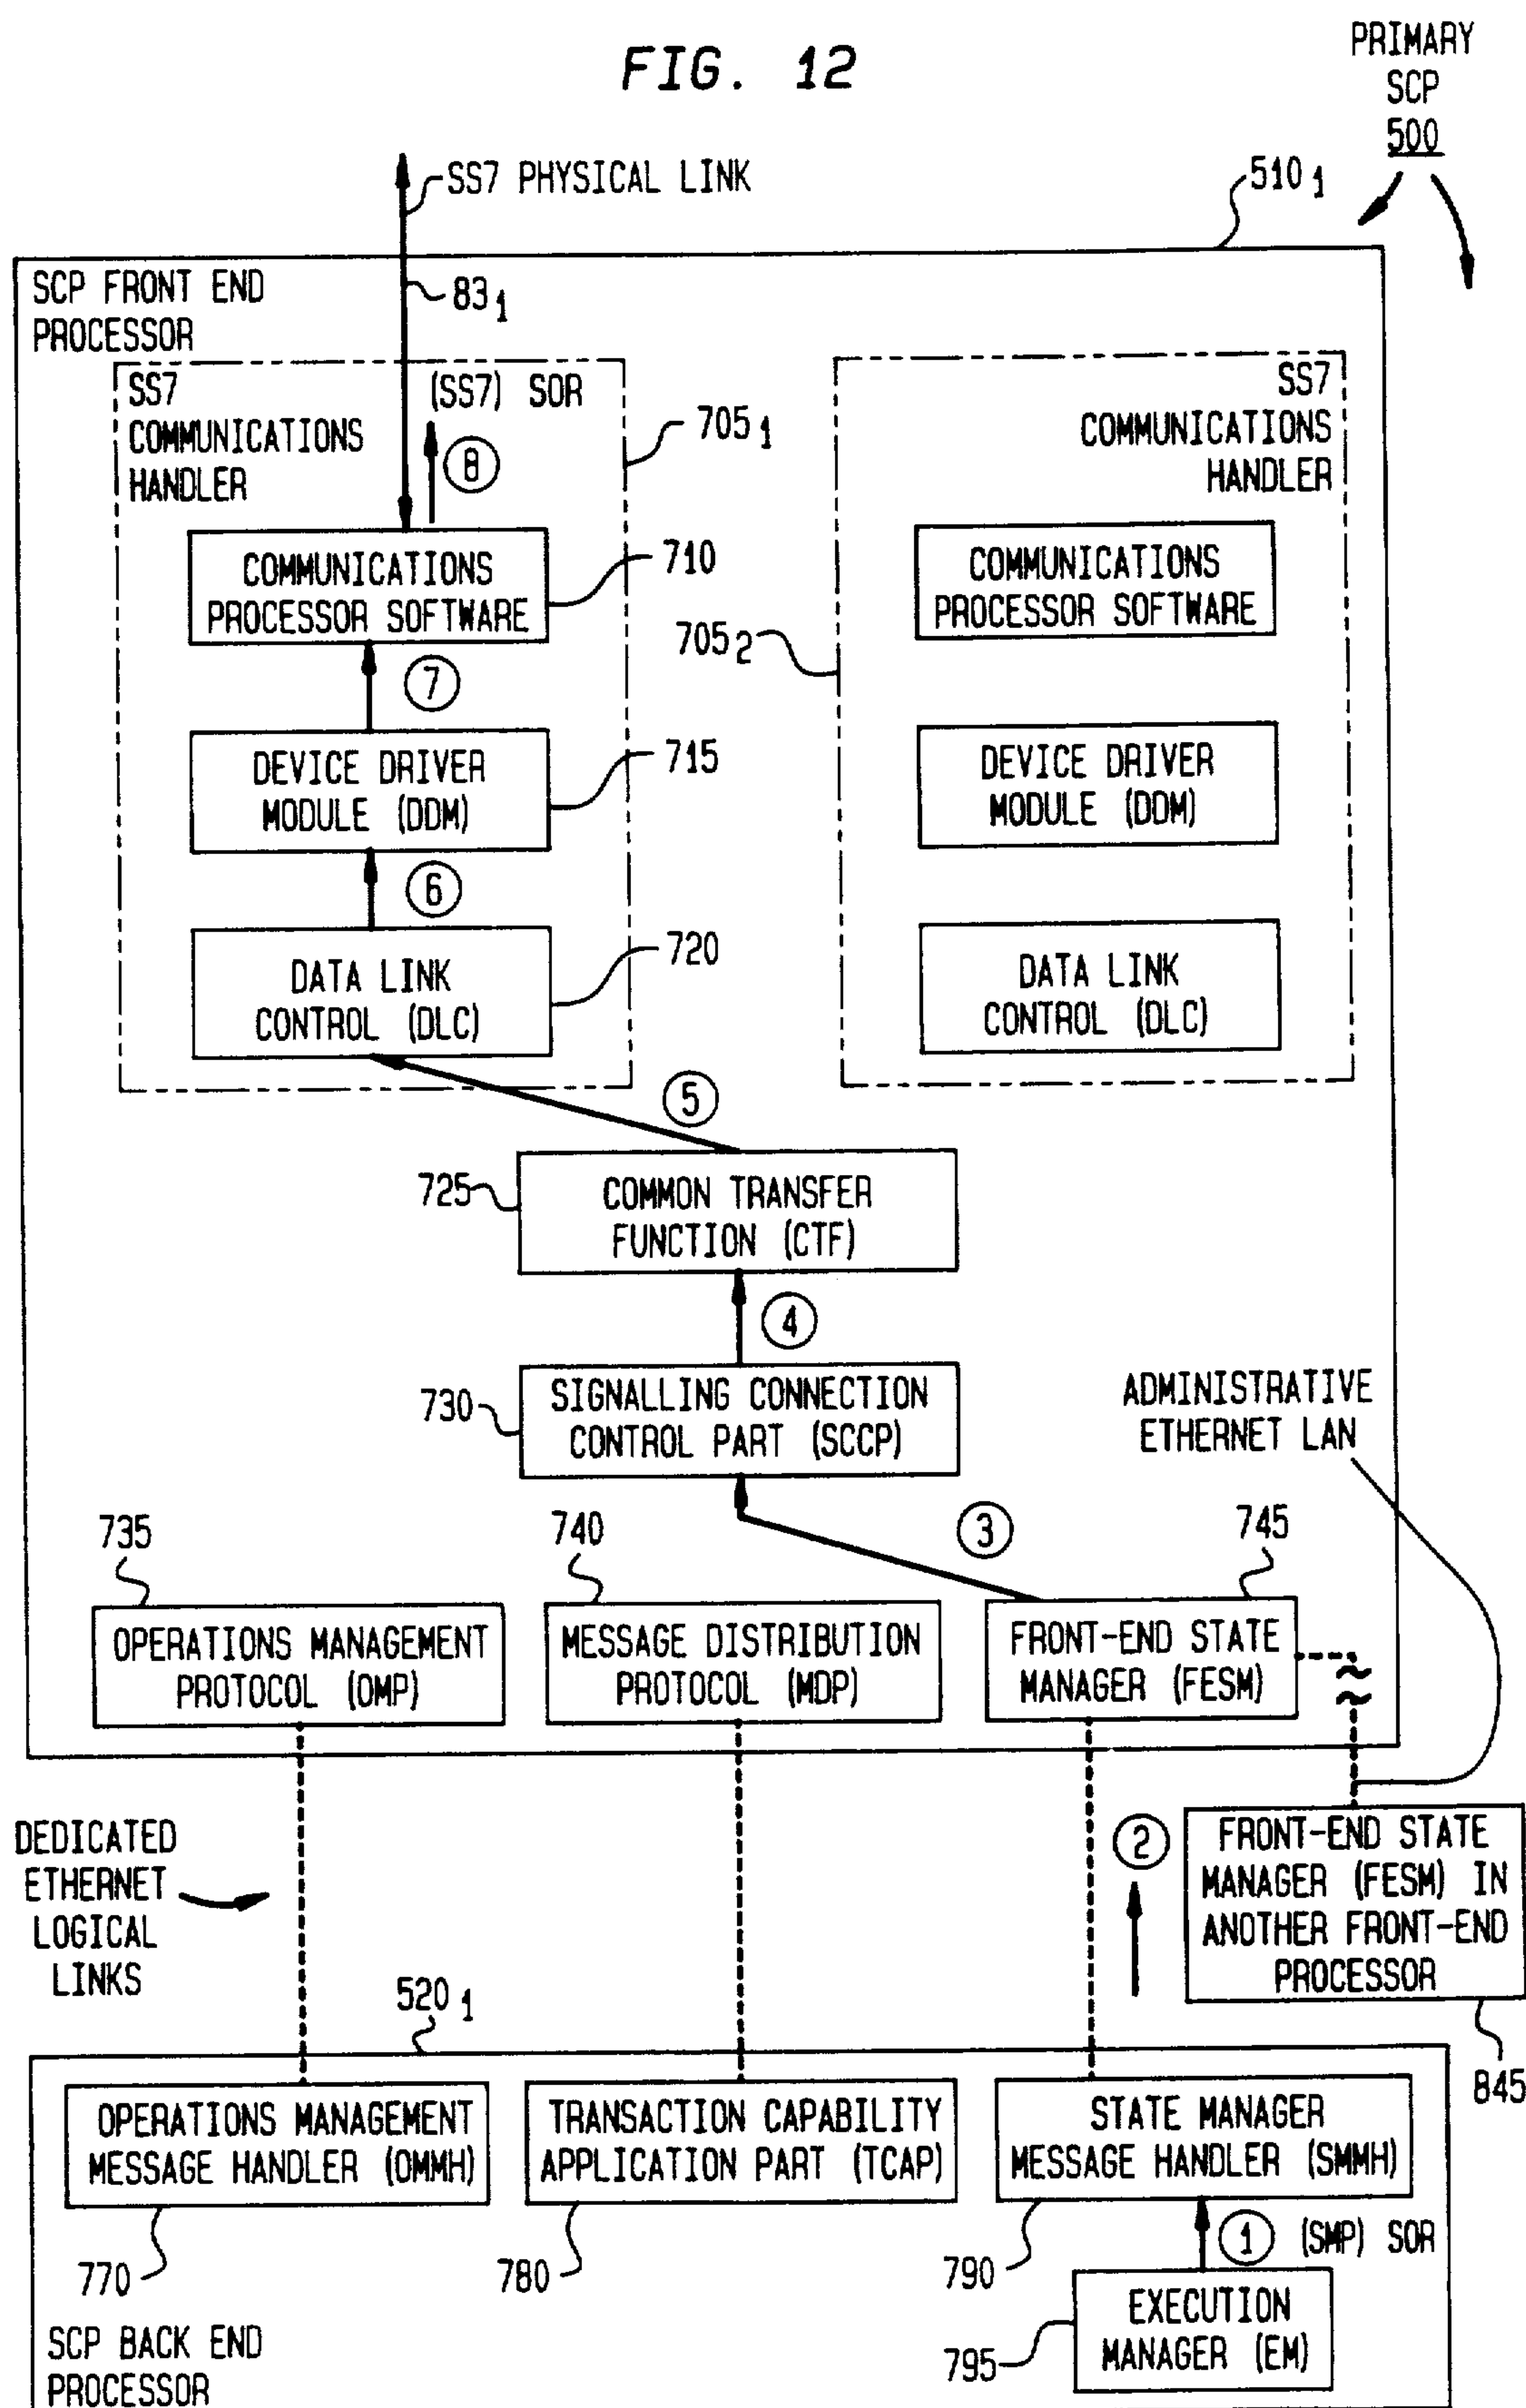 FIG. 12
PRIMARY
SCP
500
SS7 PHYSICAL LINK
510 1
SCP FRONT END
PROCESSOR
83 1
SS7
COMMUNICATIONS
HANDLER
(SS7) SOR
8
705 1
SS7
COMMUNICATIONS
HANDLER
COMMUNICATIONS
PROCESSOR SOFTWARE
710
COMMUNICATIONS
PROCESSOR SOFTWARE
705 2
7
DEVICE DRIVER
MODULE (DDM)
715
DEVICE DRIVER
MODULE (DDM)
6
DATA LINK
CONTROL (DLC)
720
DATA LINK
CONTROL (DLC)
5
725
COMMON TRANSFER
FUNCTION (CTF)
4
730
SIGNALLING CONNECTION
CONTROL PART (SCCP)
ADMINISTRATIVE
ETHERNET LAN
3
735
740
745
OPERATIONS MANAGEMENT
PROTOCOL (OMP)
MESSAGE DISTRIBUTION
PROTOCOL (MDP)
FRONT-END STATE
MANAGER (FESM)
DEDICATED
ETHERNET
LOGICAL
LINKS
2
FRONT-END STATE
MANAGER (FESM) IN
ANOTHER FRONT-END
PROCESSOR
845
520 1
OPERATIONS MANAGEMENT
MESSAGE HANDLER (OMMH)
TRANSACTION CAPABILITY
APPLICATION PART (TCAP)
STATE MANAGER
MESSAGE HANDLER (SMMH)
770
780
790
1
(SMP) SOR
EXECUTION
MANAGER (EM)
795
SCP BACK END
PROCESSOR